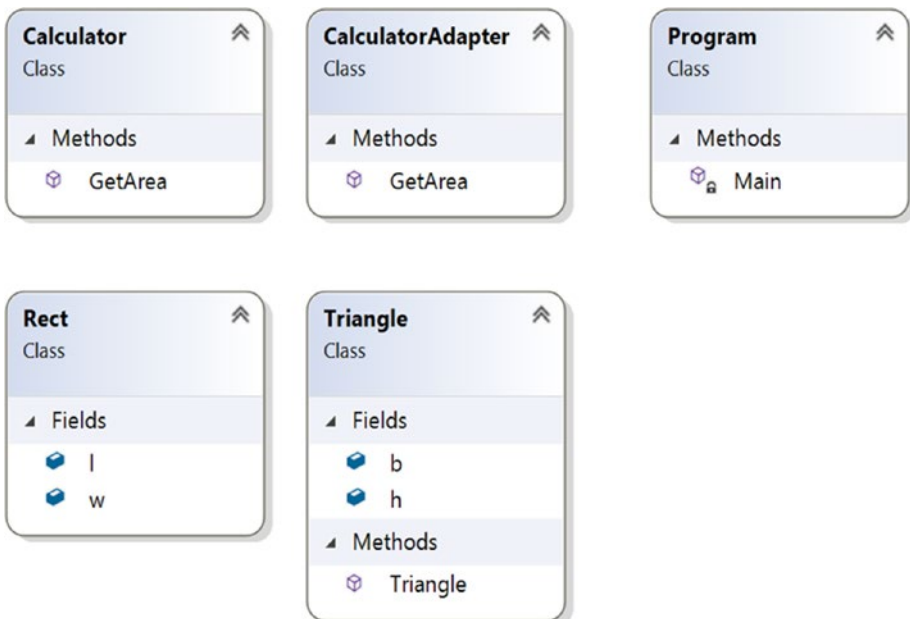 Calculator
Class
Methods
GetArea
CalculatorAdapter
Class
Methods
GetArea
Program
Class
Methods
Main
Rect
Class
Fields
l
w
Triangle
Class
Fields
b
h
Methods
Triangle